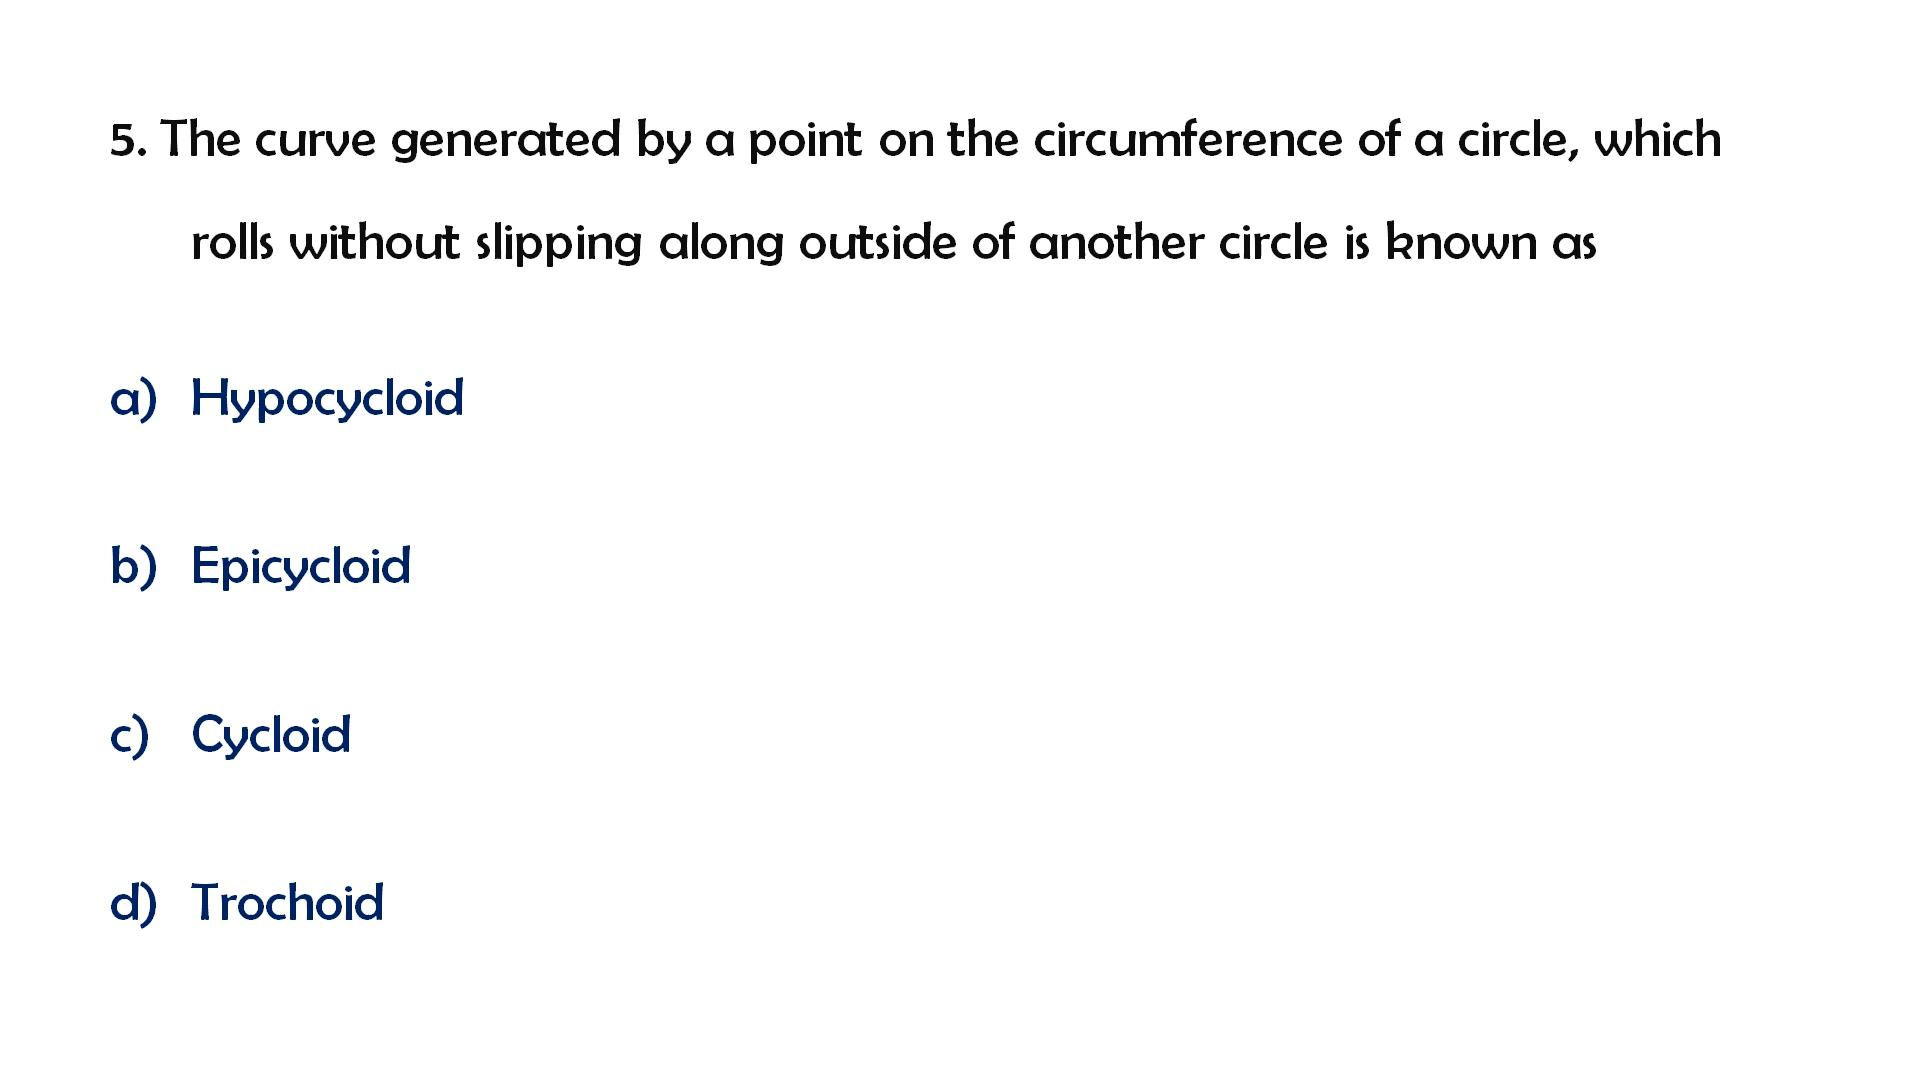 5. The curve generated by a point on the circumference of a circle, which
rolls without slipping along outside of another circle is known as
a) Hypocycloid
b) Epicycloid
c) Cycloid
d) Trochoid